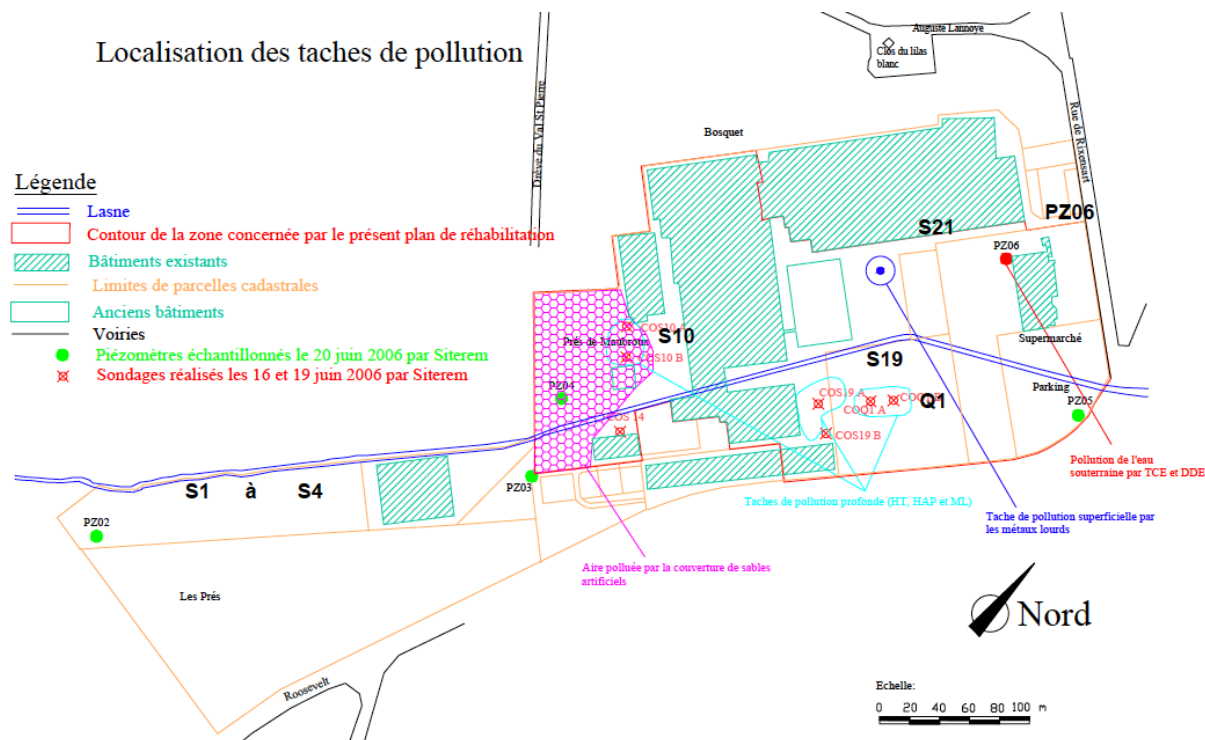 Localisation des taches de pollution
Légende
Lasne
Contour de la zone concernée par le présent plan de réhabilitation
Bâtiments existants
Limites de parcelles cadastrales
Anciens bâtiments
Voiries
Piézomètres échantillonnés le 20 juin 2006 par Siterem
Sondages réalisés les 16 et 19 juin 2006 par Siterem
Drève du Val St Pierre
Auguste Lannoye
Clos du lilas
blanc
Rue de Rixensart
Bosquet
PZ06
S21
PZ06
COS10 A
S10
COS10 B
Supermarché
S19
PZ04
COS19 A
COQ1 A
Q1
Parking
PZ05
COS 14
COS19 B
Pollution de l'eau
souterraine par TCE et DDE
PZ03
S1 à S4
Taches de pollution profonde (HT, HAP et ML)
Tache de pollution superficielle par
les métaux lourds
PZ02
Aire polluée par la couverture de sables
artificiels
Les Prés
Nord
Roosevelt
Echelle:
0 20 40 60 80 100 m